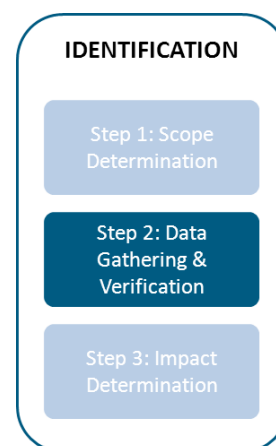 IDENTIFICATION
Step 1: Scope
Determination
Step 2: Data
Gathering &
Verification
Step 3: Impact
Determination